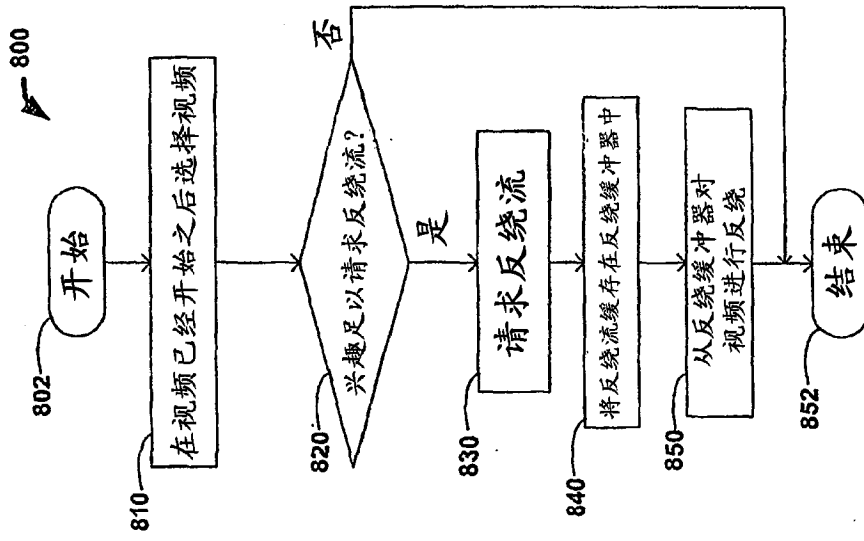 800
开始
802
在视频已经开始之后选择视频
810
兴趣足以请求反绕流?
820
否
是
请求反绕流
830
将反绕流缓存在反绕缓冲器中
840
从反绕缓冲器对
视频进行反绕
850
结束
852